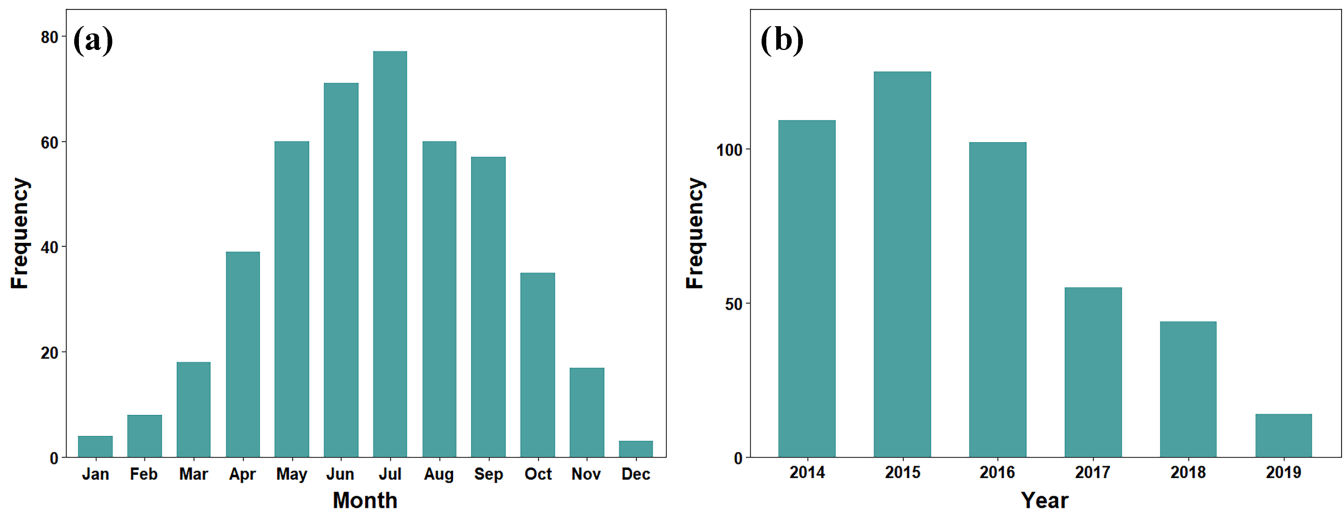 (a)
Frequency
80
60
40
20
0
Jan Feb Mar Apr May Jun Jul Aug Sep Oct Nov Dec
Month
(b)
Frequency
100
50
0
2014 2015 2016 2017 2018 2019
Year